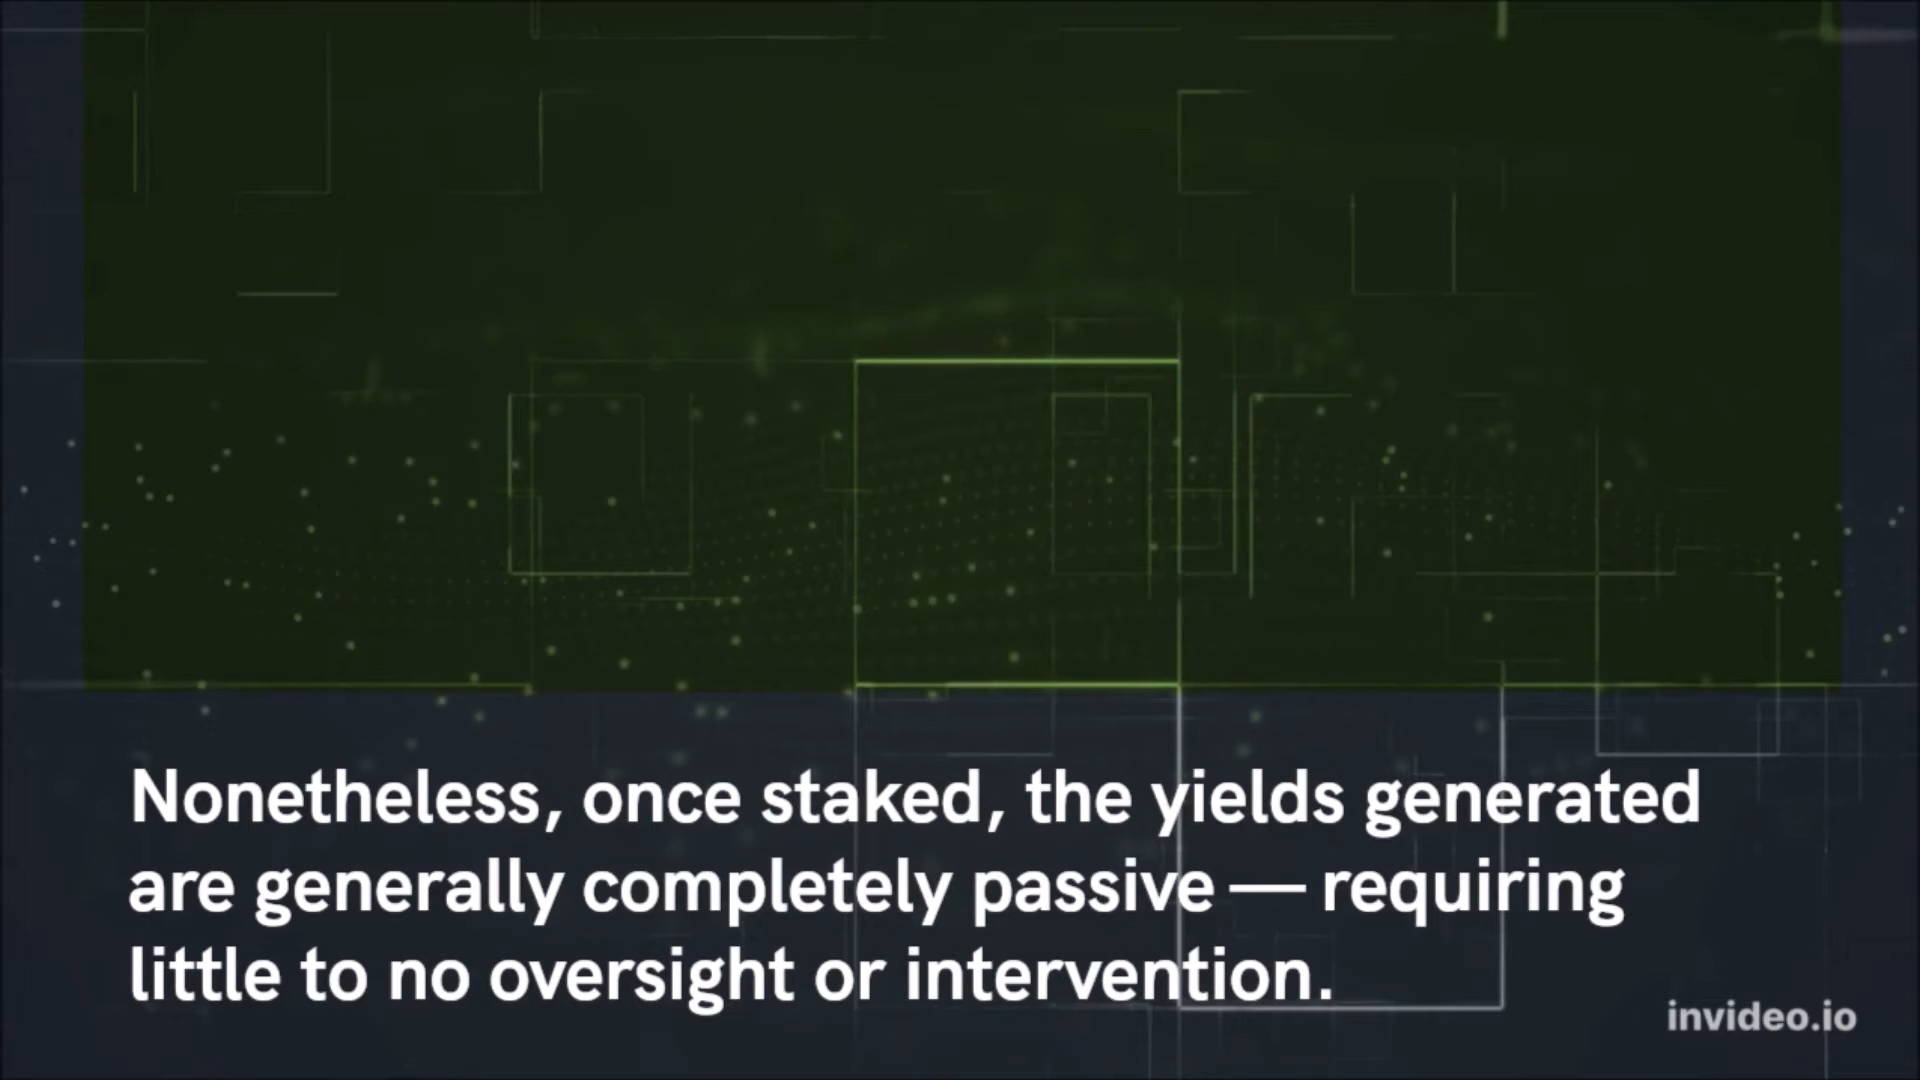 Nonetheless, once staked, the yields generated
are generally completely passive — requiring
little to no oversight or intervention.
invideo.io